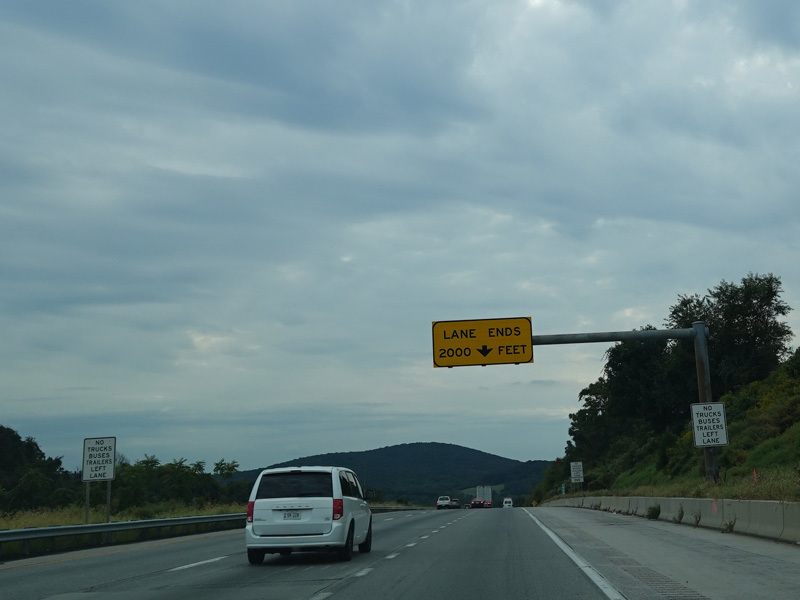 LANE ENDS
2000 FEET
NO
TRUCKS
BUSES
TRAILERS
LEFT
LANE
NO
TRUCKS
BUSES
TRAILERS
LEFT LANE